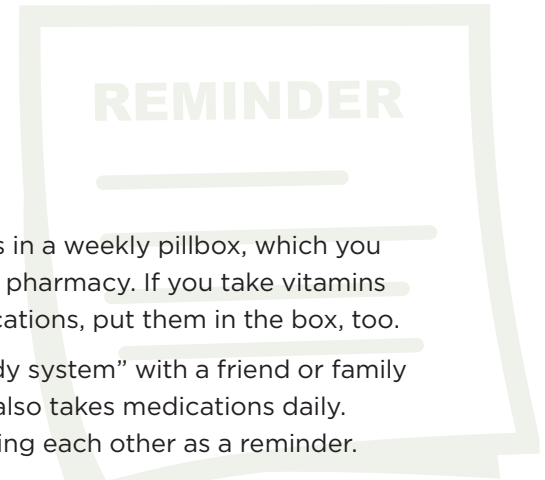 REMINDER
s in a weekly pillbox, which you
pharmacy. If you take vitamins
cations, put them in the box, too.
dy system” with a friend or family
also takes medications daily.
ing each other as a reminder.